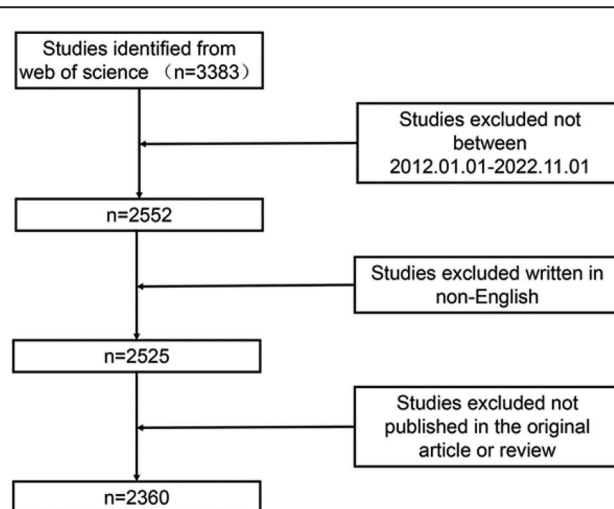 Studies identified from
web of science （n=3383）
Studies excluded not
between
2012.01.01-2022.11.01
n=2552
Studies excluded written in
non-English
n=2525
Studies excluded not
published in the original
article or review
n=2360